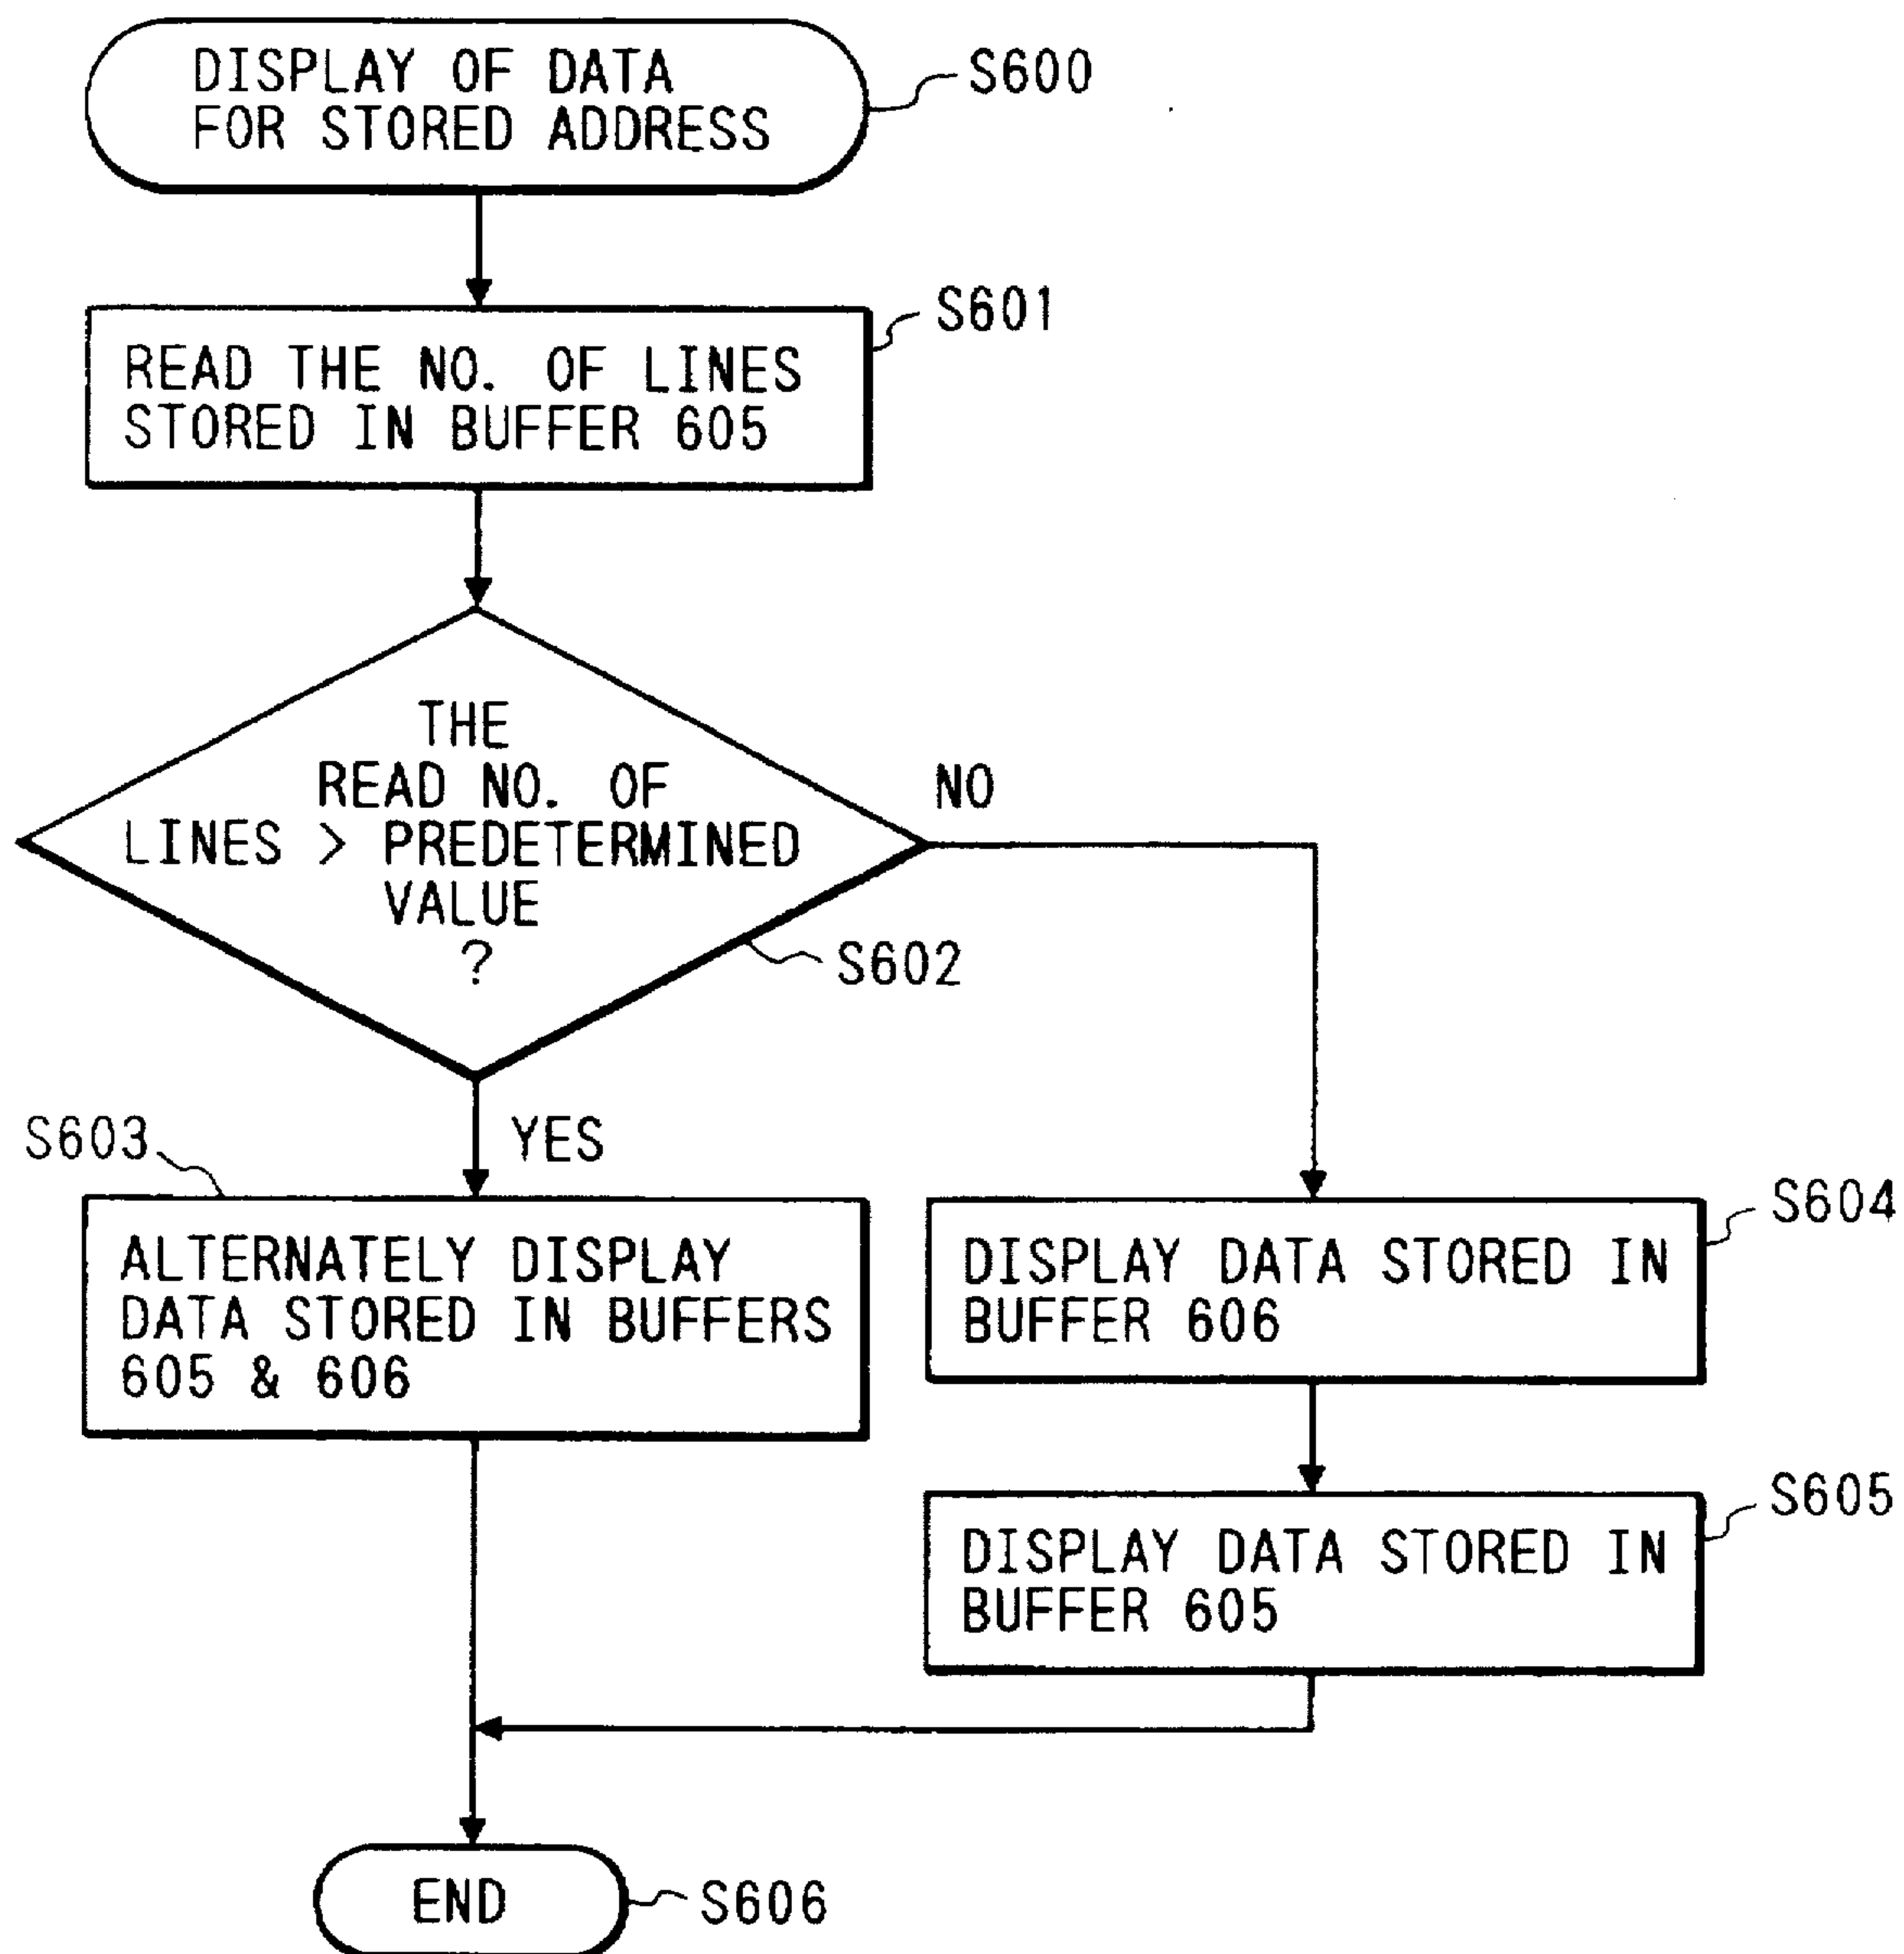 DISPLAY OF DATA
FOR STORED ADDRESS
S600
S601
READ THE NO. OF LINES
STORED IN BUFFER 605
THE
READ NO. OF
LINES > PREDETERMINED
VALUE
?
NO
S602
S603
YES
ALTERNATELY DISPLAY
DATA STORED IN BUFFERS
605 & 606
S604
DISPLAY DATA STORED IN
BUFFER 606
S605
DISPLAY DATA STORED IN
BUFFER 605
END
S606